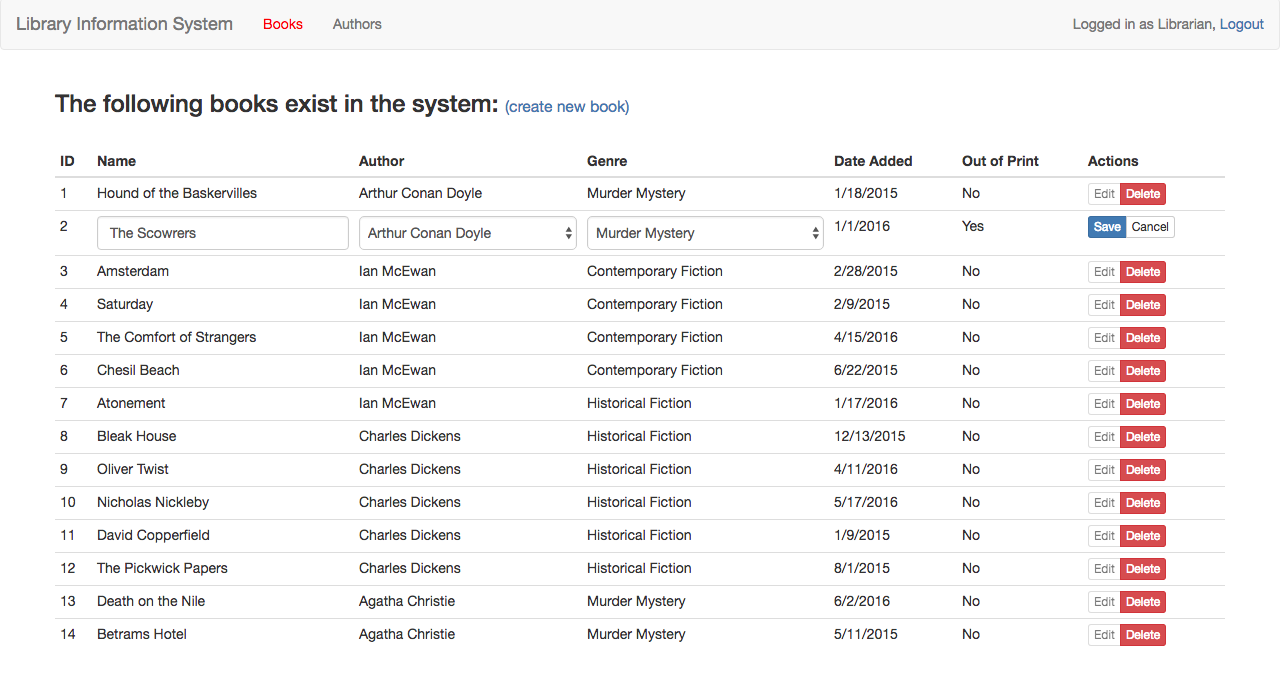 Library Information System Books Authors Logged in as Librarian, Logout
The following books exist in the system: (create new book)
ID Name Author Genre Date Added Out of Print Actions
1 Hound of the Baskervilles Arthur Conan Doyle Murder Mystery 1/18/2015 No Edit Delete
2 The Scowrers Arthur Conan Doyle Murder Mystery 1/1/2016 Yes Save Cancel
3 Amsterdam Ian McEwan Contemporary Fiction 2/28/2015 No Edit Delete
4 Saturday Ian McEwan Contemporary Fiction 2/9/2015 No Edit Delete
5 The Comfort of Strangers Ian McEwan Contemporary Fiction 4/15/2016 No Edit Delete
6 Chesil Beach Ian McEwan Contemporary Fiction 6/22/2015 No Edit Delete
7 Atonement Ian McEwan Historical Fiction 1/17/2016 No Edit Delete
8 Bleak House Charles Dickens Historical Fiction 12/13/2015 No Edit Delete
9 Oliver Twist Charles Dickens Historical Fiction 4/11/2016 No Edit Delete
10 Nicholas Nickleby Charles Dickens Historical Fiction 5/17/2016 No Edit Delete
11 David Copperfield Charles Dickens Historical Fiction 1/9/2015 No Edit Delete
12 The Pickwick Papers Charles Dickens Historical Fiction 8/1/2015 No Edit Delete
13 Death on the Nile Agatha Christie Murder Mystery 6/2/2016 No Edit Delete
14 Betrams Hotel Agatha Christie Murder Mystery 5/11/2015 No Edit Delete